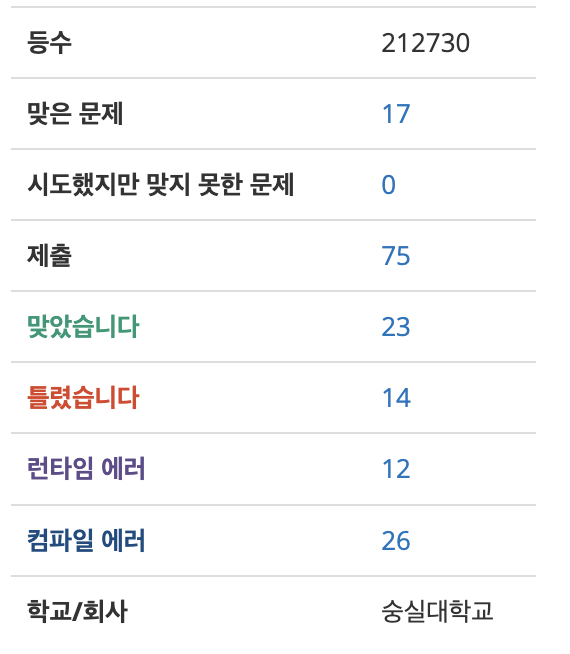 등수 212730
맞은 문제 17
시도했지만 맞지 못한 문제 0
제출 75
맞았습니다 23
틀렸습니다 14
런타임 에러 12
컴파일 에러 26
학교/회사 숭실대학교